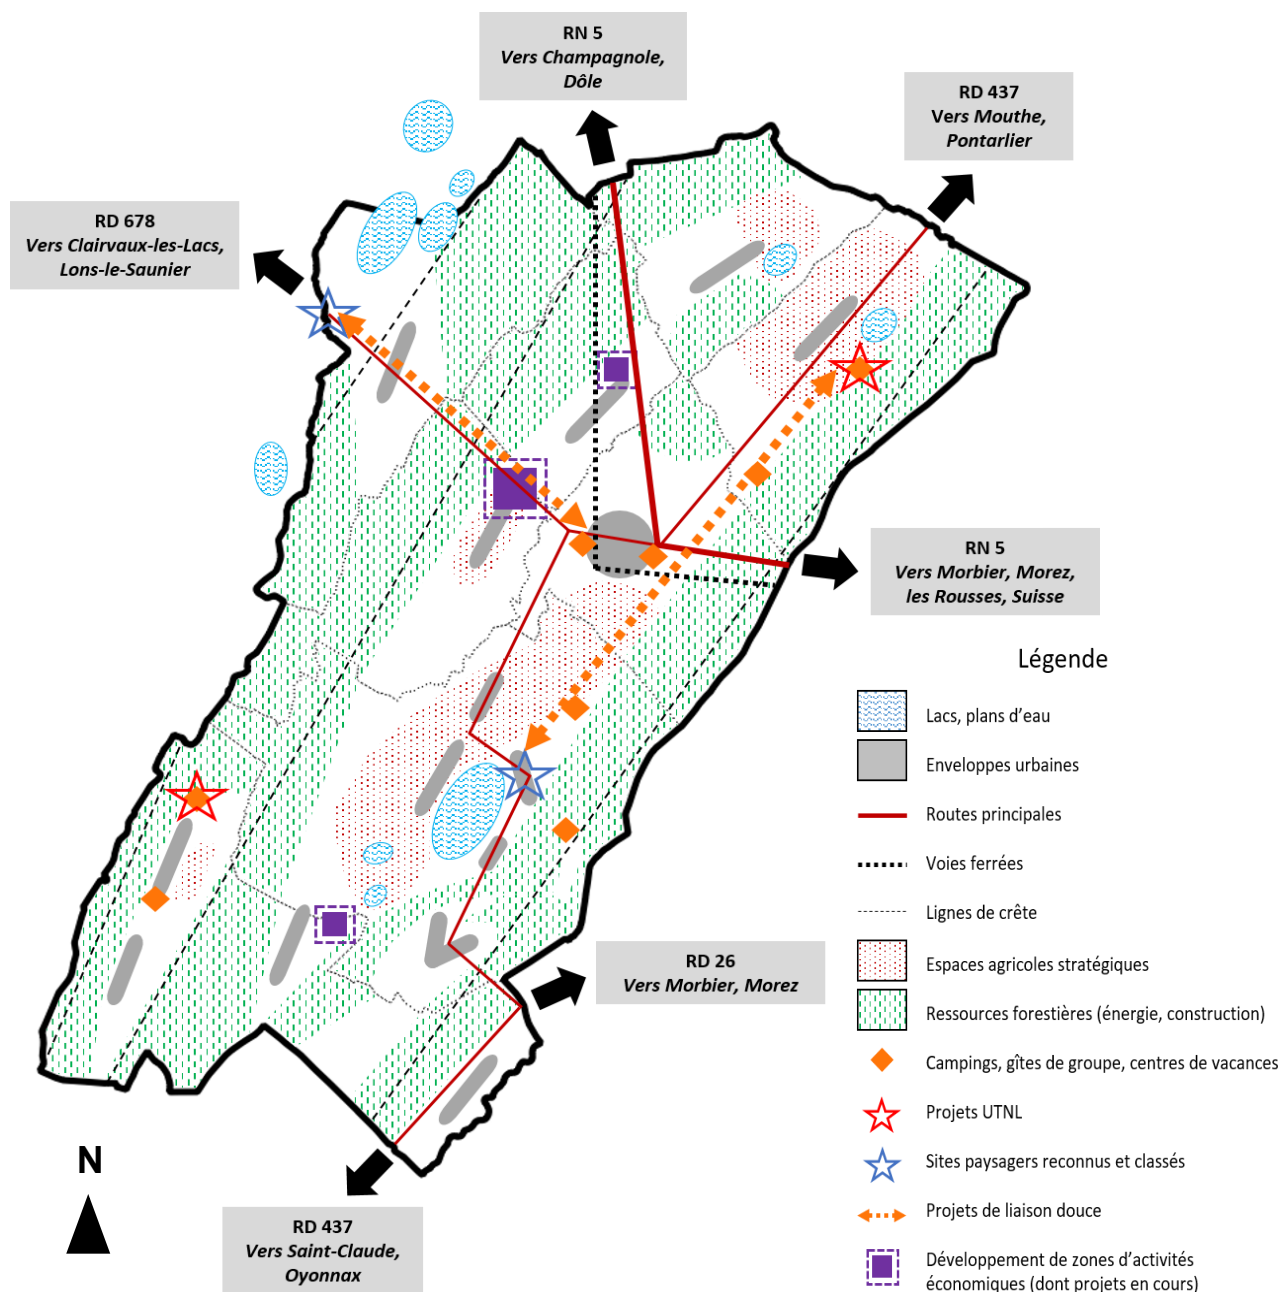 RN 5
Vers Champagnole,
Dôle
RD 437
Vers Mouthe,
Pontarlier
RD 678
Vers Clairvaux-les-Lacs,
Lons-le-Saunier
RN 5
Vers Morbier, Morez,
les Rousses, Suisse
RD 26
Vers Morbier, Morez
RD 437
Vers Saint-Claude,
Oyonnax
N
Légende
Lacs, plans d’eau
Enveloppes urbaines
Routes principales
Voies ferrées
Lignes de crête
Espaces agricoles stratégiques
Ressources forestières (énergie, construction)
Campings, gîtes de groupe, centres de vacances
Projets UTNL
Sites paysagers reconnus et classés
Projets de liaison douce
Développement de zones d’activités
économiques (dont projets en cours)